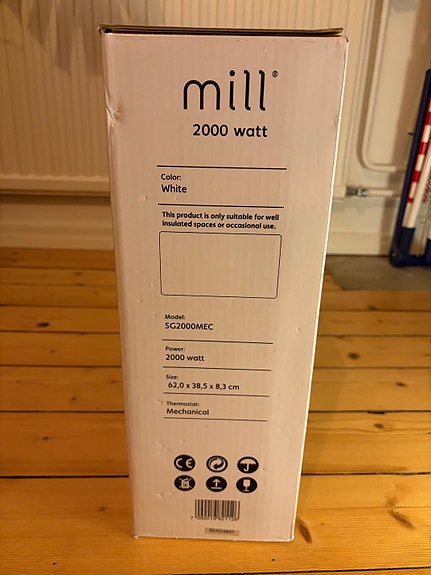 mill®
2000 watt
Color:
White
This product is only suitable for well
insulated spaces or occasional use.
Model:
SG2000MEC
Power:
2000 watt
Size:
62,0 x 38,5 x 8,3 cm
Thermostat:
Mechanical
CE